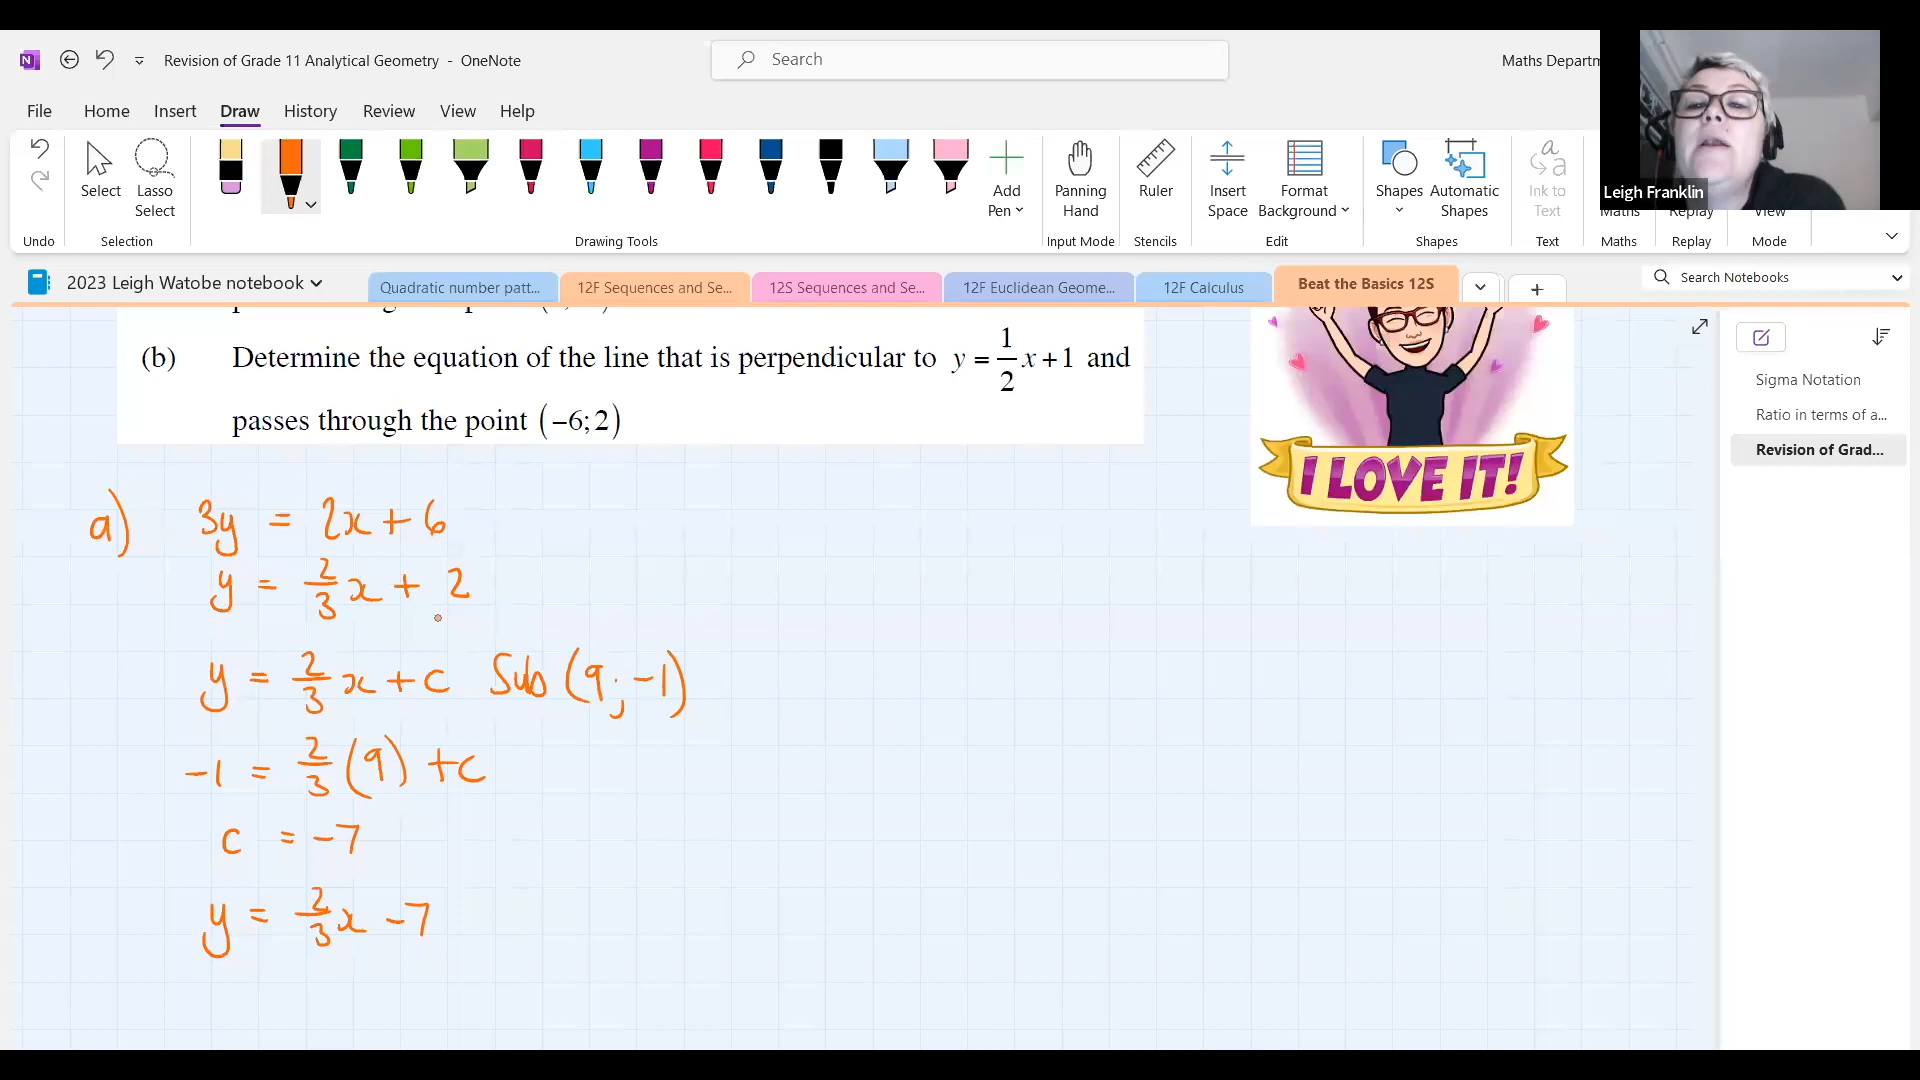 Revision of Grade 11 Analytical Geometry - OneNote
Search
Maths Departm
File Home Insert Draw History Review View Help
Select
Lasso Select
Add Pen
Panning Hand
Ruler
Insert Space
Format Background
Shapes
Automatic Shapes
Ink to Text
Maths
Replay
View
Undo
Selection
Drawing Tools
Input Mode
Stencils
Edit
Shapes
Text
Maths
Replay
Mode
Leigh Franklin
2023 Leigh Watobe notebook
Quadratic number patt...
12F Sequences and Se...
12S Sequences and Se...
12F Euclidean Geome...
12F Calculus
Beat the Basics 12S
+
Search Notebooks
(b) Determine the equation of the line that is perpendicular to y = 1/2 x + 1 and
passes through the point (−6;2)
I LOVE IT!
Sigma Notation
Ratio in terms of a...
Revision of Grad...
a) 3y = 2x + 6
y = 2/3 x + 2
y = 2/3 x + c Sub (9; -1)
-1 = 2/3 (9) + c
c = -7
y = 2/3 x - 7